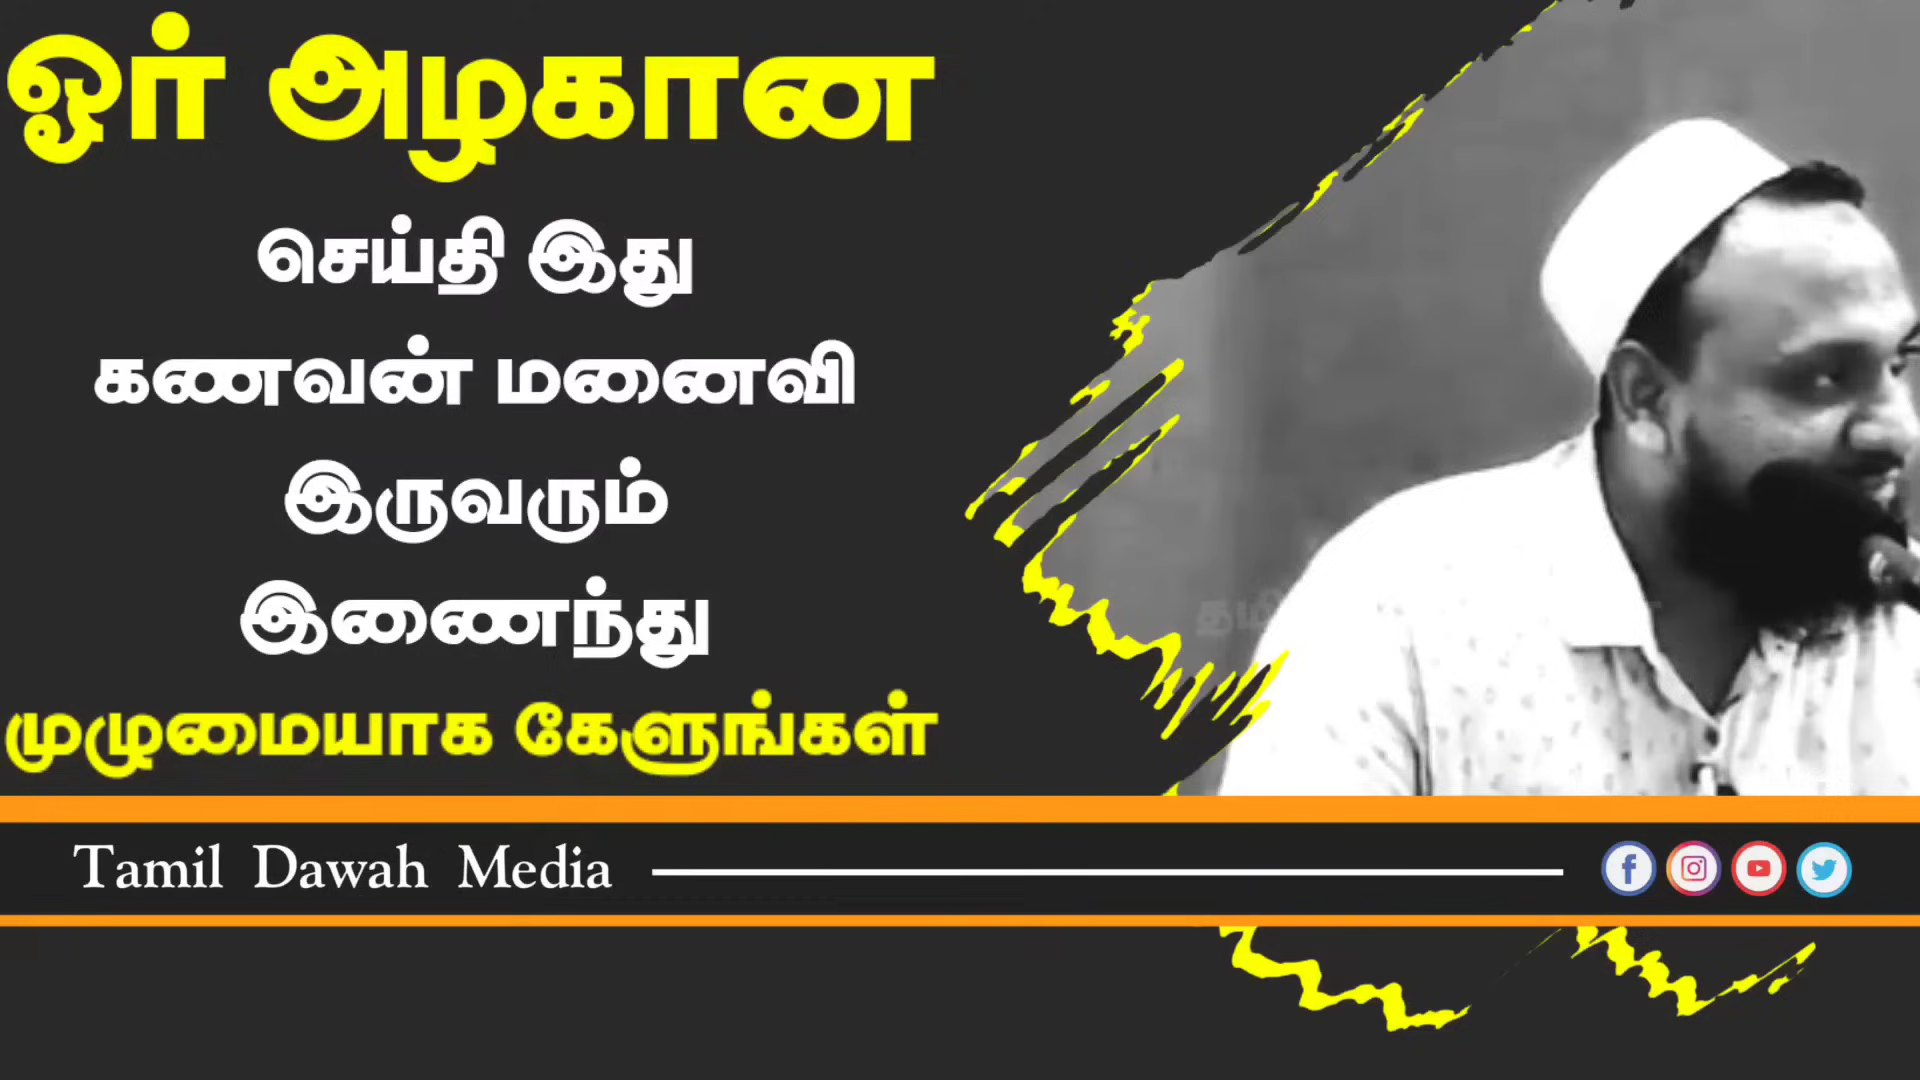 ஓர் அழகான
செய்தி இது
கணவன் மனைவி
இருவரும்
இணைந்து
முழுமையாக கேளுங்கள்
Tamil Dawah Media